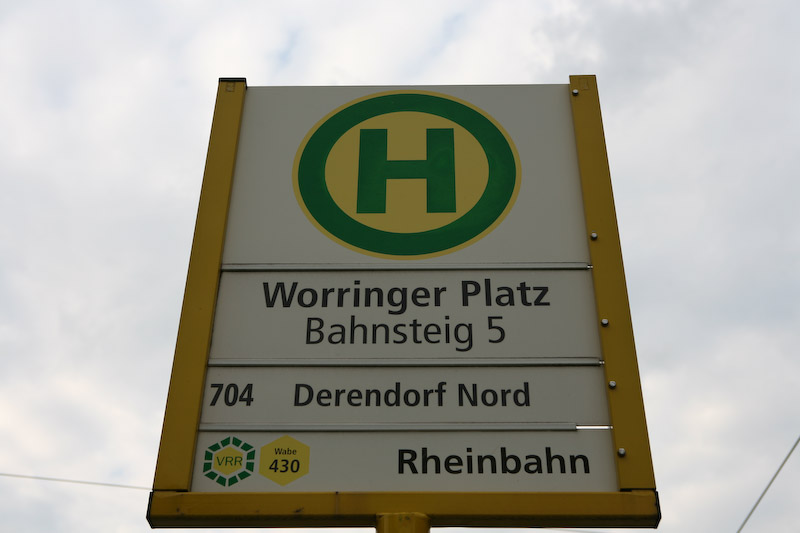 H
Worringer Platz
Bahnsteig 5
704 Derendorf Nord
VRR Wabe 430 Rheinbahn